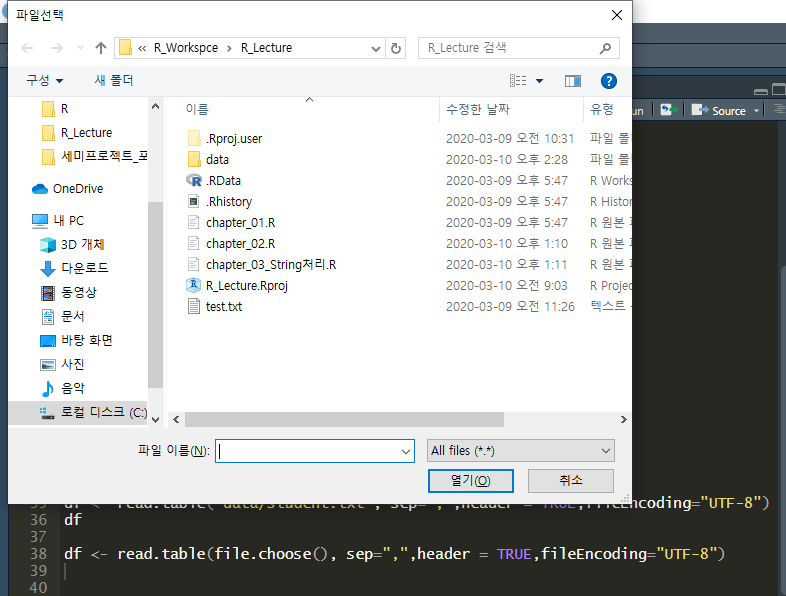 파일선택
« R_Workspce › R_Lecture
R_Lecture 검색
구성
새 폴더
R
R_Lecture
세미프로젝트_포
OneDrive
내 PC
3D 개체
다운로드
동영상
문서
바탕 화면
사진
음악
로컬 디스크 (C:)
이름 수정한 날짜 유형
.Rproj.user 2020-03-09 오전 10:31 파일 폴
data 2020-03-10 오후 2:28 파일 폴
.RData 2020-03-09 오후 5:47 R Works
.Rhistory 2020-03-09 오후 5:47 R Histor
chapter_01.R 2020-03-09 오후 5:47 R 원본 파
chapter_02.R 2020-03-10 오후 1:10 R 원본 파
chapter_03_String처리.R 2020-03-10 오후 1:11 R 원본 파
R_Lecture.Rproj 2020-03-10 오전 9:03 R Projec
test.txt 2020-03-09 오전 11:26 텍스트
파일 이름(N):
All files (*.*)
열기(O)
취소
un
Source
35 df <- read.table("data/student.txt", sep=",",header = TRUE,fileEncoding="UTF-8")
36 df
37
38 df <- read.table(file.choose(), sep=",",header = TRUE,fileEncoding="UTF-8")
39
40